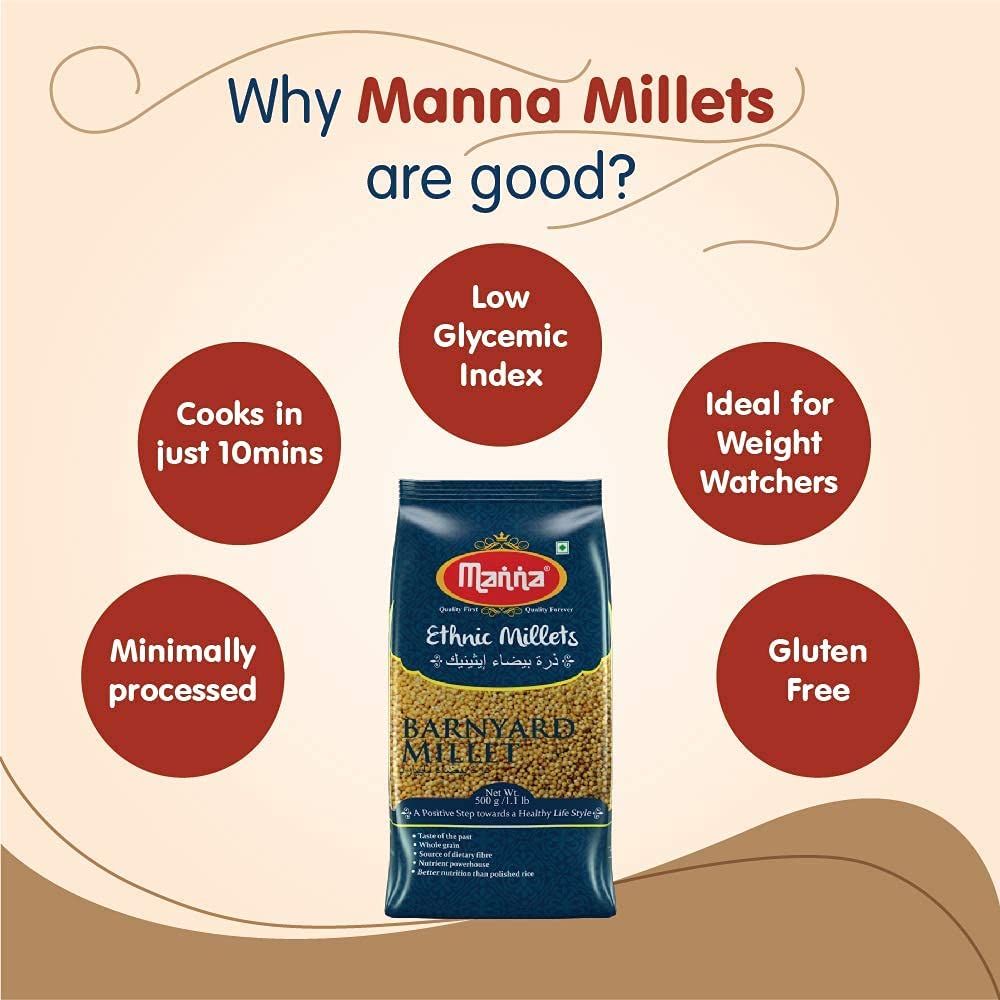 Why Manna Millets
are good?
Low
Glycemic
Index
Cooks in
just 10mins
Ideal for
Weight
Watchers
Minimally
processed
Gluten
Free
Manna®
Quality First Quality Forever
Ethnic Millets
ذرة بيضاء إيثينيك
BARNYARD
MILLET
Net Wt.
500 g /1.1 lb
A Positive Step towards a Healthy Life Style
• Taste of the past
• Whole grain
• Source of dietary fibre
• Nutrient powerhouse
• Better nutrition than polished rice